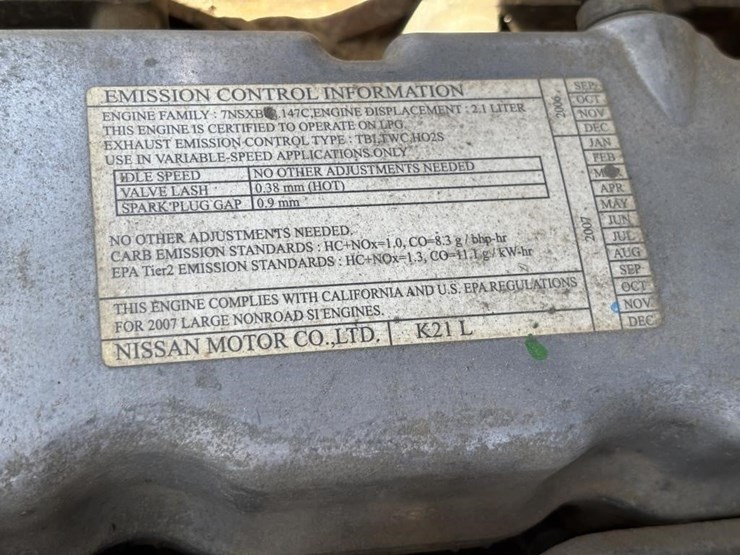 EMISSION CONTROL INFORMATION
ENGINE FAMILY : .147C,ENGINE DISPLACEMENT : 2.1 LITER
THIS ENGINE IS CERTIFIED TO OPERATE ON LPG.
EXHAUST EMISSION CONTROL TYPE : TBI,TWC,HO2S
USE IN VARIABLE-SPEED APPLICATIONS ONLY
IDLE SPEED NO OTHER ADJUSTMENTS NEEDED
VALVE LASH 0.38 mm (HOT)
SPARK PLUG GAP 0.9 mm
NO OTHER ADJUSTMENTS NEEDED.
CARB EMISSION STANDARDS : HC+NOx=1.0, CO=8.3 g / bhp-hr
EPA Tier2 EMISSION STANDARDS : HC+NOx=1.3, CO=11.1 g / kW-hr
THIS ENGINE COMPLIES WITH CALIFORNIA AND U.S. EPA REGULATIONS
FOR 2007 LARGE NONROAD SI ENGINES.
NISSAN MOTOR CO.,LTD. K21 L
2006
SEP
OCT
NOV
DEC
2007
JAN
FEB
MAR
APR
MAY
JUN
JUL
AUG
SEP
OCT
NOV
DEC